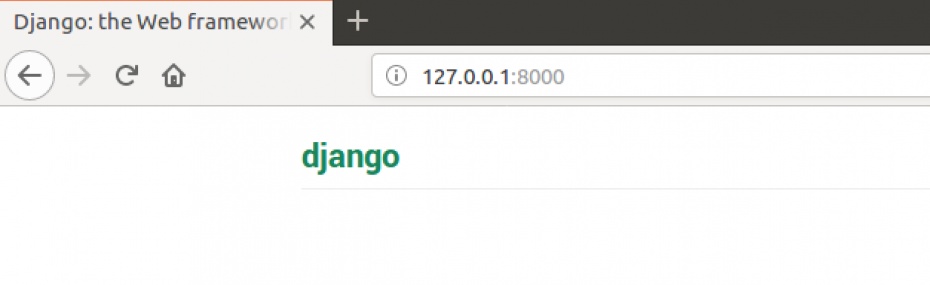 Django: the Web framewor
127.0.0.1:8000
django